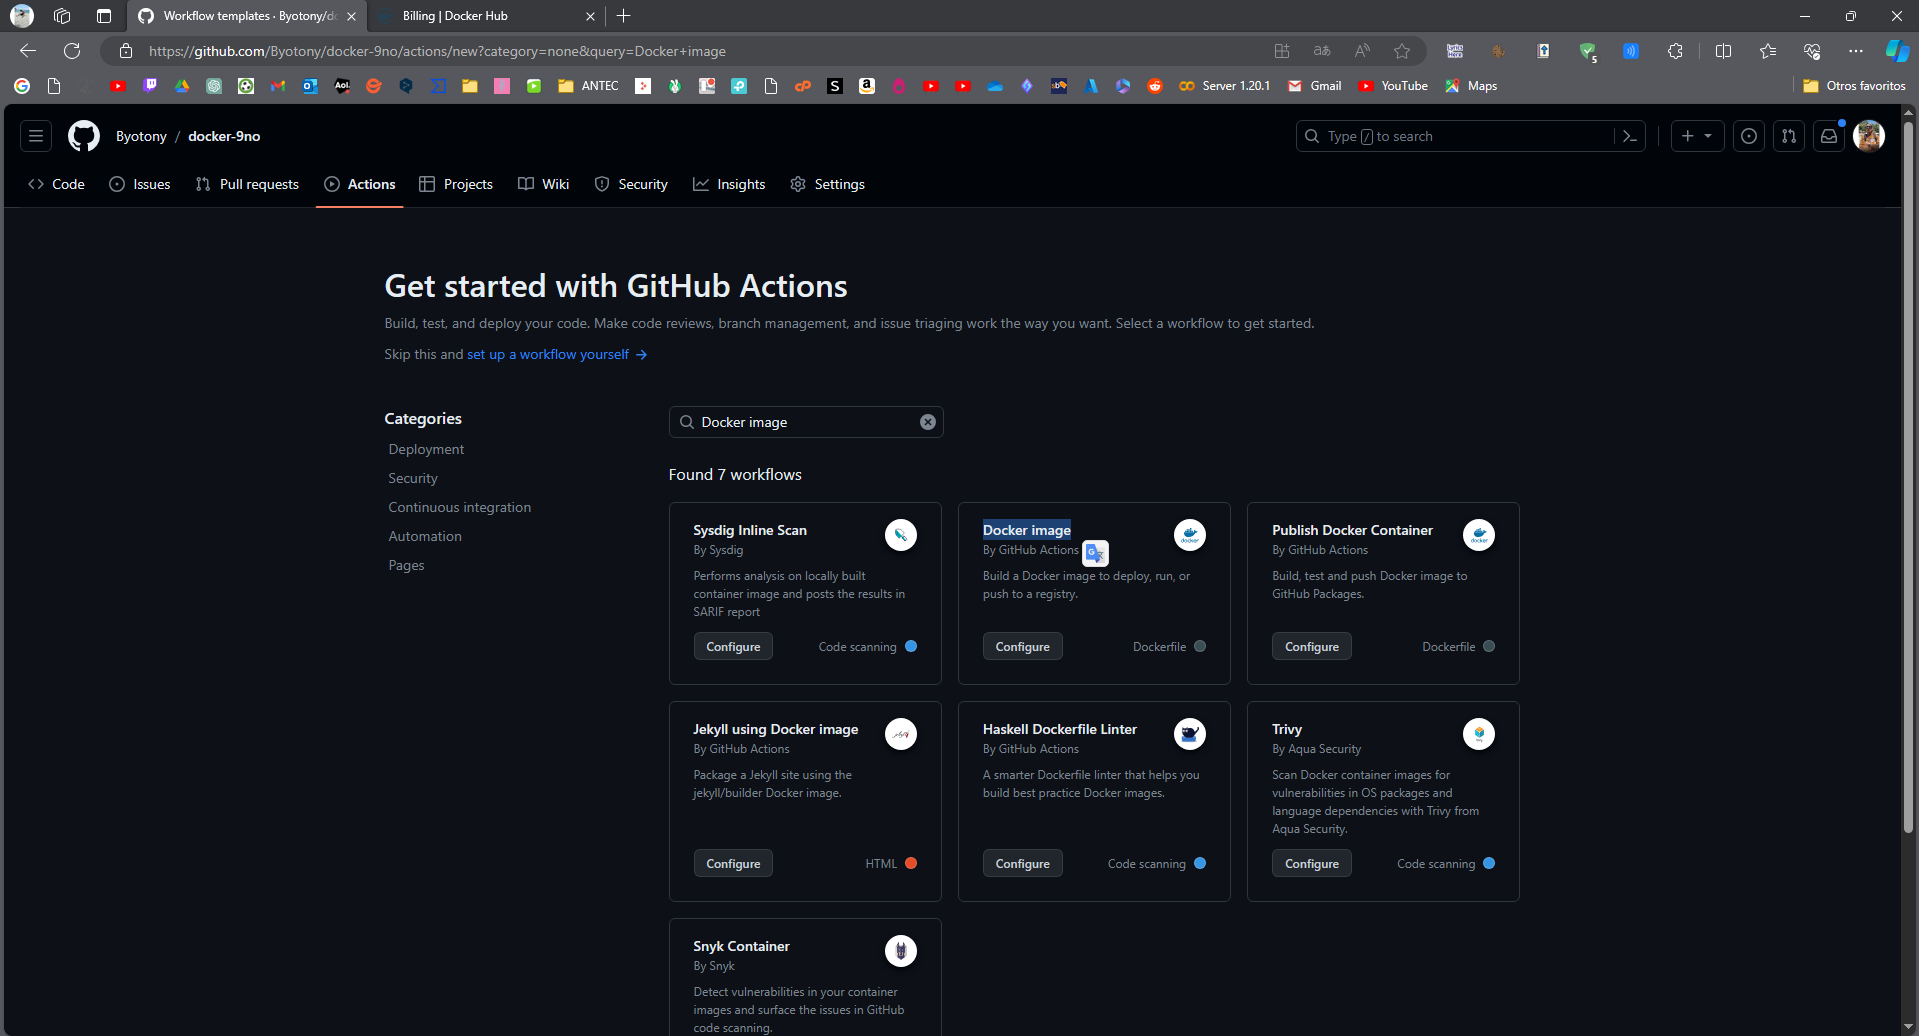 Workflow templates · Byotony/do
Billing | Docker Hub
https://github.com/Byotony/docker-9no/actions/new?category=none&query=Docker+image
5
Aol.
ANTEC
S
Server 1.20.1
Gmail
YouTube
Maps
Otros favoritos
Byotony / docker-9no
Type / to search
Code
Issues
Pull requests
Actions
Projects
Wiki
Security
Insights
Settings
Get started with GitHub Actions
Build, test, and deploy your code. Make code reviews, branch management, and issue triaging work the way you want. Select a workflow to get started.
Skip this and set up a workflow yourself →
Categories
Deployment
Security
Continuous integration
Automation
Pages
Docker image
Found 7 workflows
Sysdig Inline Scan
By Sysdig
Performs analysis on locally built
container image and posts the results in
SARIF report
Configure
Code scanning
Docker image
By GitHub Actions
Build a Docker image to deploy, run, or
push to a registry.
Configure
Dockerfile
Publish Docker Container
By GitHub Actions
Build, test and push Docker image to
GitHub Packages.
Configure
Dockerfile
Jekyll using Docker image
By GitHub Actions
Package a Jekyll site using the
jekyll/builder Docker image.
Configure
HTML
Haskell Dockerfile Linter
By GitHub Actions
A smarter Dockerfile linter that helps you
build best practice Docker images.
Configure
Code scanning
Trivy
By Aqua Security
Scan Docker container images for
vulnerabilities in OS packages and
language dependencies with Trivy from
Aqua Security.
Configure
Code scanning
Snyk Container
By Snyk
Detect vulnerabilities in your container
images and surface the issues in GitHub
code scanning.